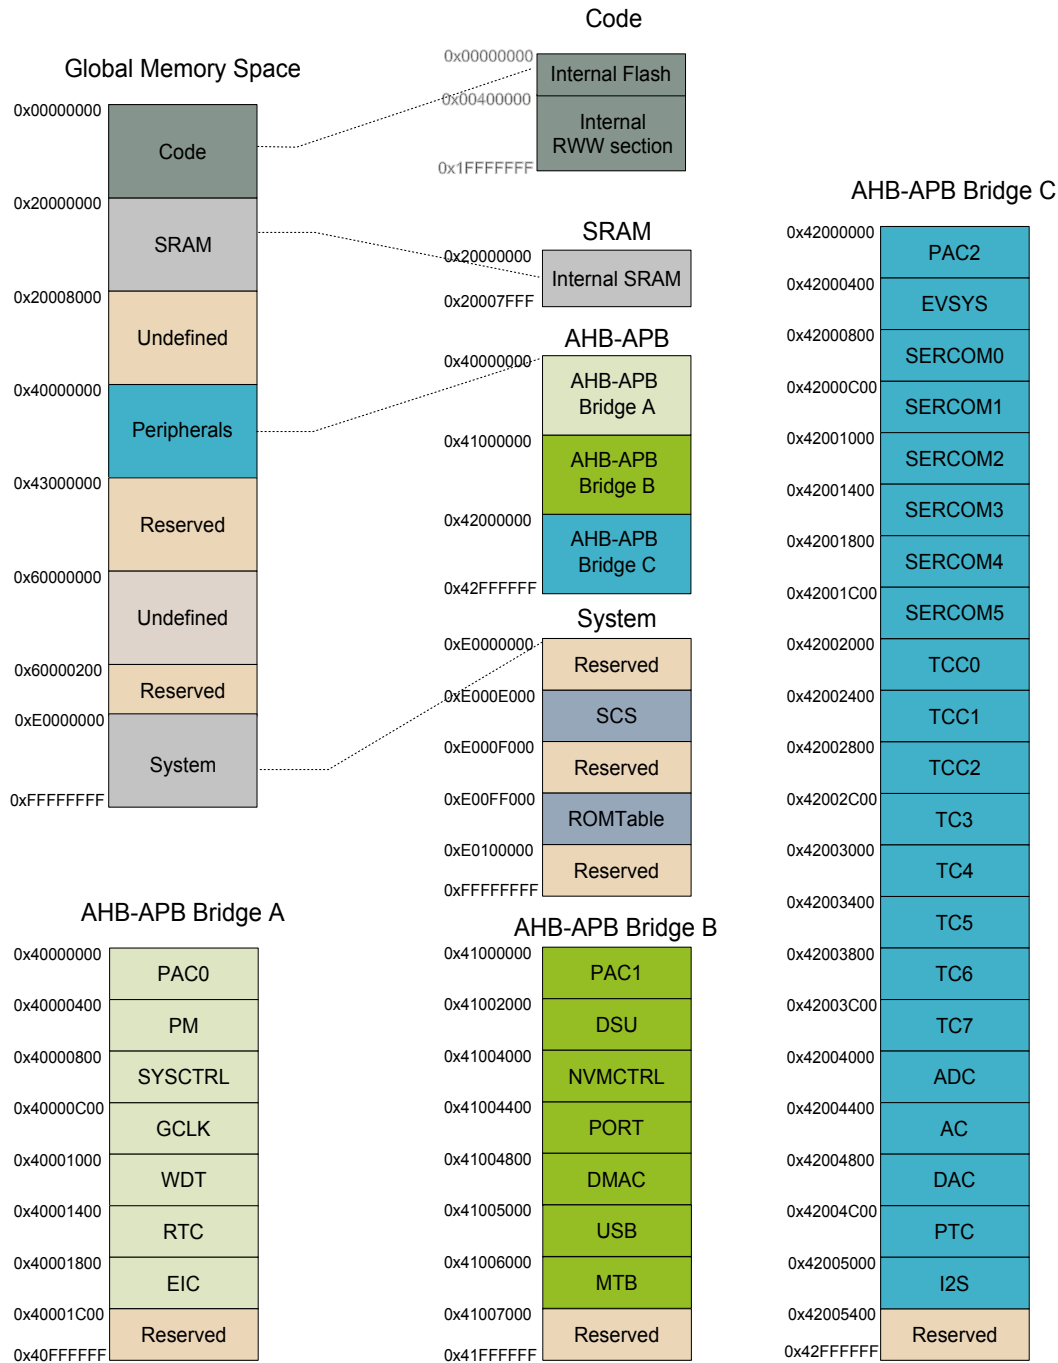 Global Memory Space
0x00000000
Code
0x20000000
SRAM
0x20008000
Undefined
0x40000000
Peripherals
0x43000000
Reserved
0x60000000
Undefined
0x60000200
Reserved
0xE0000000
System
0xFFFFFFFF
Code
0x00000000
Internal Flash
0x00400000
Internal
RWW section
0x1FFFFFFF
SRAM
0x20000000
Internal SRAM
0x20007FFF
AHB-APB
0x40000000
AHB-APB
Bridge A
0x41000000
AHB-APB
Bridge B
0x42000000
AHB-APB
Bridge C
0x42FFFFFF
System
0xE0000000
Reserved
0xE000E000
SCS
0xE000F000
Reserved
0xE00FF000
ROMTable
0xE0100000
Reserved
0xFFFFFFFF
AHB-APB Bridge A
0x40000000
PAC0
0x40000400
PM
0x40000800
SYSCTRL
0x40000C00
GCLK
0x40001000
WDT
0x40001400
RTC
0x40001800
EIC
0x40001C00
Reserved
0x40FFFFFF
AHB-APB Bridge B
0x41000000
PAC1
0x41002000
DSU
0x41004000
NVMCTRL
0x41004400
PORT
0x41004800
DMAC
0x41005000
USB
0x41006000
MTB
0x41007000
Reserved
0x41FFFFFF
AHB-APB Bridge C
0x42000000
PAC2
0x42000400
EVSYS
0x42000800
SERCOM0
0x42000C00
SERCOM1
0x42001000
SERCOM2
0x42001400
SERCOM3
0x42001800
SERCOM4
0x42001C00
SERCOM5
0x42002000
TCC0
0x42002400
TCC1
0x42002800
TCC2
0x42002C00
TC3
0x42003000
TC4
0x42003400
TC5
0x42003800
TC6
0x42003C00
TC7
0x42004000
ADC
0x42004400
AC
0x42004800
DAC
0x42004C00
PTC
0x42005000
I2S
0x42005400
Reserved
0x42FFFFFF